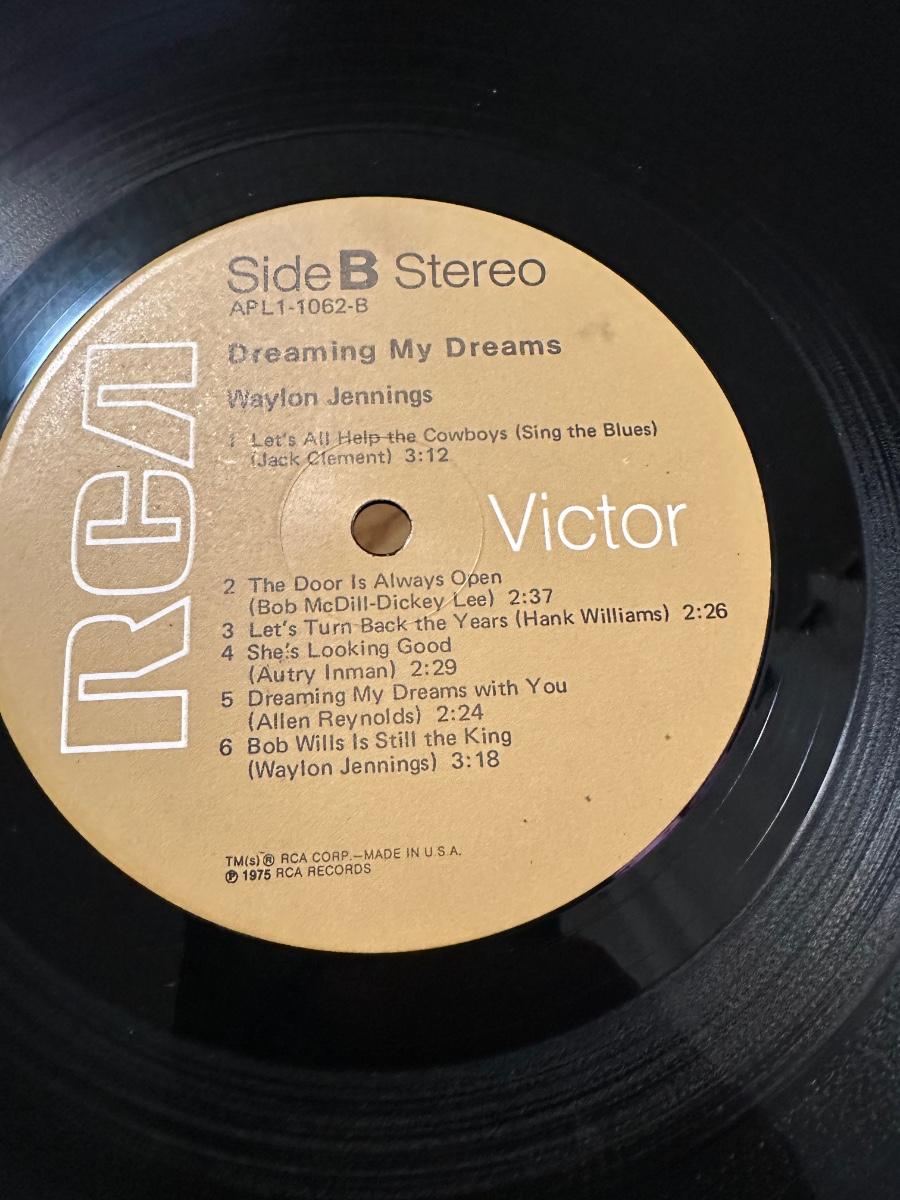 Side B Stereo
APL1-1062-B
Dreaming My Dreams
Waylon Jennings
1 Let's All Help the Cowboys (Sing the Blues)
(Jack Clement) 3:12
RCA
Victor
2 The Door Is Always Open
(Bob McDill-Dickey Lee) 2:37
3 Let's Turn Back the Years (Hank Williams) 2:26
4 She's Looking Good
(Autry Inman) 2:29
5 Dreaming My Dreams with You
(Allen Reynolds) 2:24
6 Bob Wills Is Still the King
(Waylon Jennings) 3:18
TM(s) ® RCA CORP.—MADE IN U.S.A.
℗ 1975 RCA RECORDS